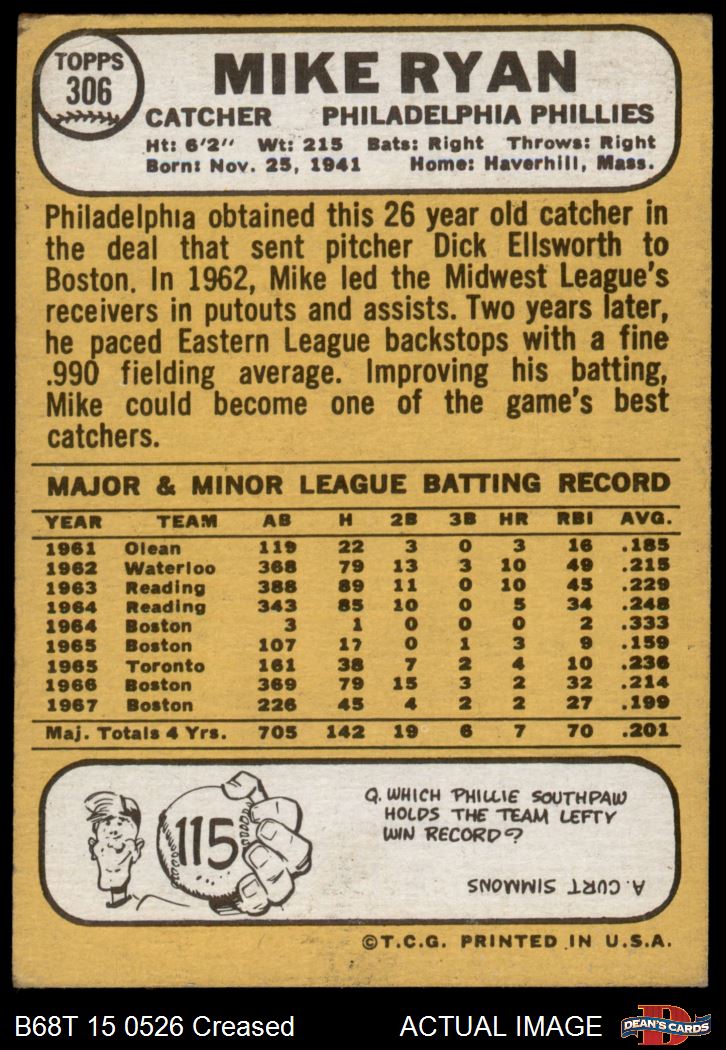 TOPPS
306
MIKE RYAN
CATCHER PHILADELPHIA PHILLIES
Ht: 6'2" Wt: 215 Bats: Right Throws: Right
Born: Nov. 25, 1941 Home: Haverhill, Mass.
Philadelphia obtained this 26 year old catcher in
the deal that sent pitcher Dick Ellsworth to
Boston. In 1962, Mike led the Midwest League's
receivers in putouts and assists. Two years later,
he paced Eastern League backstops with a fine
.990 fielding average. Improving his batting,
Mike could become one of the game's best
catchers.
MAJOR & MINOR LEAGUE BATTING RECORD
YEAR TEAM AB H 2B 3B HR RBI AVG.
1961 Olean 119 22 3 0 3 16 .185
1962 Waterloo 368 79 13 3 10 49 .215
1963 Reading 388 89 11 0 10 45 .229
1964 Reading 343 85 10 0 5 34 .248
1964 Boston 3 1 0 0 0 2 .333
1965 Boston 107 17 0 1 3 9 .159
1965 Toronto 161 38 7 2 4 10 .236
1966 Boston 369 79 15 3 2 32 .214
1967 Boston 226 45 4 2 2 27 .199
Maj. Totals 4 Yrs. 705 142 19 6 7 70 .201
115
Q. WHICH PHILLIE SOUTHPAW
HOLDS THE TEAM LEFTY
WIN RECORD?
A. CURT SIMMONS
©T.C.G. PRINTED IN U.S.A.
B68T 15 0526 Creased ACTUAL IMAGE
D
DEAN'S CARDS